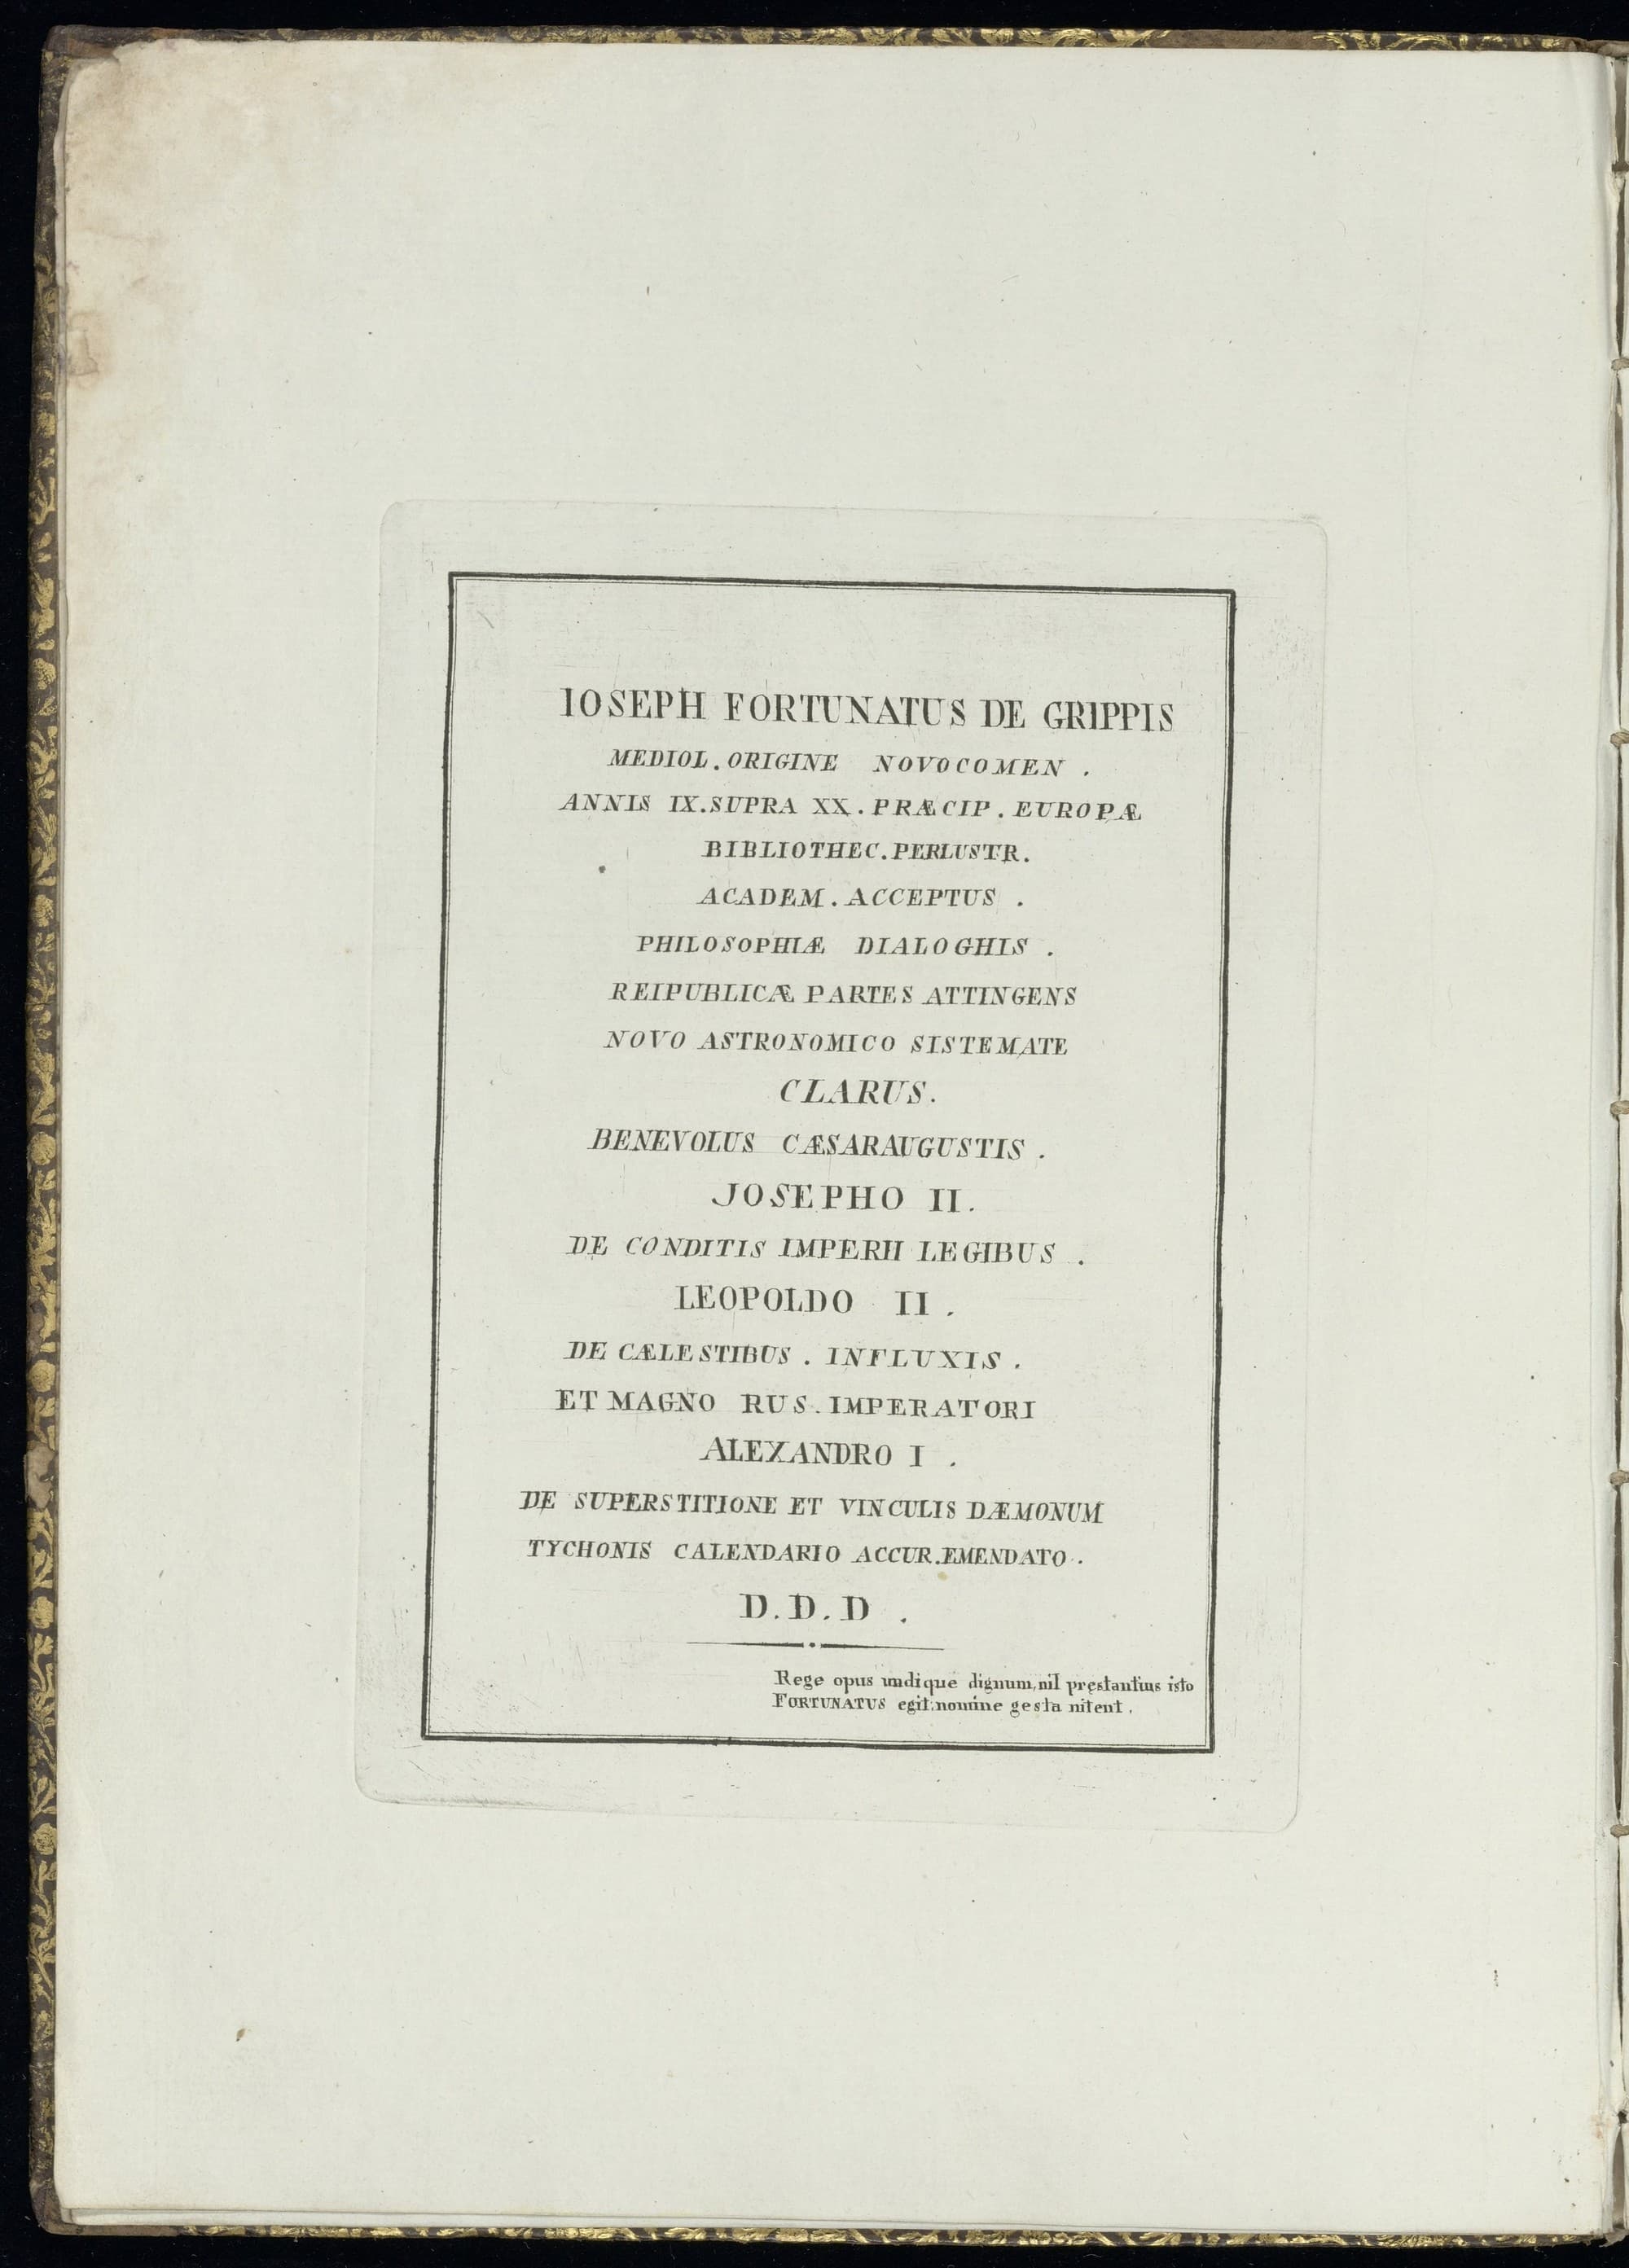 IOSEPH FORTUNATUS DE GRIPPIS
MEDIOL. ORIGINE NOVOCOMEN.
ANNIS IX. SUPRA XX. PRÆCIP. EUROPÆ
BIBLIOTHEC. PERLUSTR.
ACADEM. ACCEPTUS.
PHILOSOPHIÆ DIALOGHIS.
REIPUBLICÆ PARTES ATTINGENS
NOVO ASTRONOMICO SISTEMATE
CLARUS.
BENEVOLUS CÆSARAUGUSTIS.
JOSEPHO II.
DE CONDITIS IMPERII LEGIBUS.
LEOPOLDO II.
DE CÆLESTIBUS. INFLUXIS.
ET MAGNO RUS. IMPERATORI
ALEXANDRO I.
DE SUPERSTITIONE ET VINCULIS DÆMONUM
TYCHONIS CALENDARIO ACCUR. EMENDATO.
D. D. D.
Rege opus undique dignum, nil pręstantius isto
FORTUNATUS egit: nomine gesta nitent.